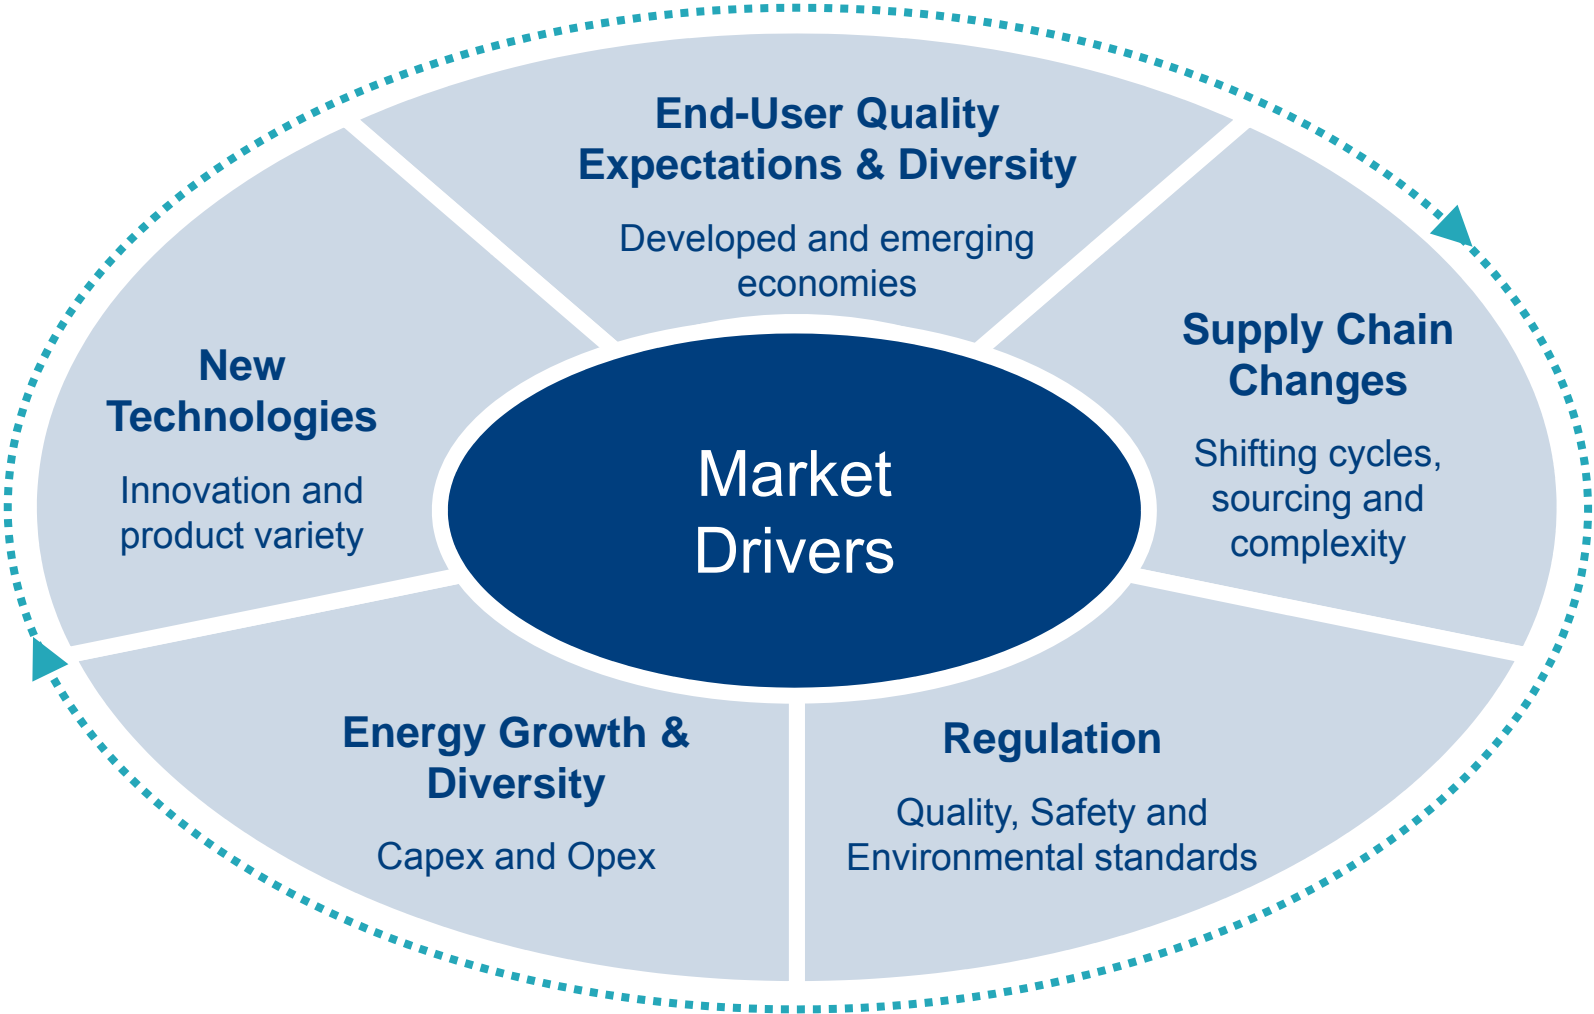 End-User Quality
Expectations & Diversity
Developed and emerging
economies
Supply Chain
Changes
Shifting cycles,
sourcing and
complexity
New
Technologies
Innovation and
product variety
Market
Drivers
Energy Growth &
Diversity
Capex and Opex
Regulation
Quality, Safety and
Environmental standards